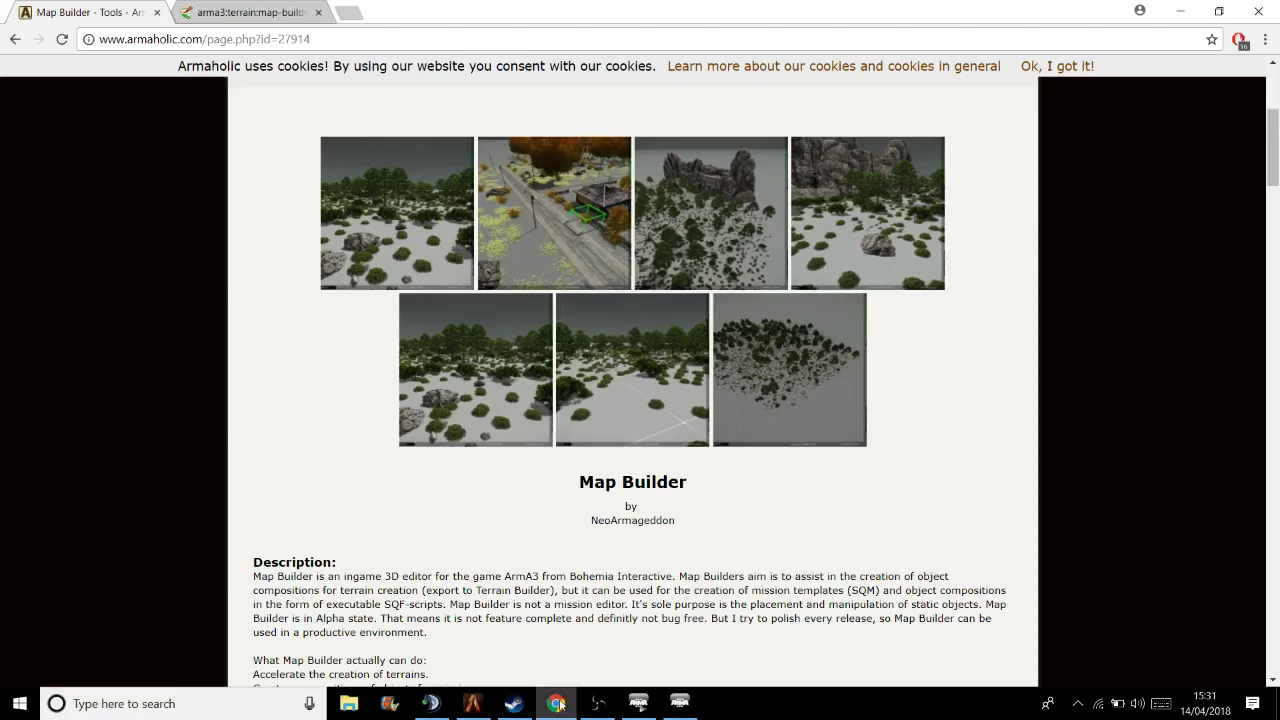 Map Builder - Tools - Arm
arma3:terrain:map-builde
www.armaholic.com/page.php?id=27914
16
Armaholic uses cookies! By using our website you consent with our cookies. Learn more about our cookies and cookies in general Ok, I got it!
Map Builder
by
NeoArmageddon
Description:
Map Builder is an ingame 3D editor for the game ArmA3 from Bohemia Interactive. Map Builders aim is to assist in the creation of object
compositions for terrain creation (export to Terrain Builder), but it can be used for the creation of mission templates (SQM) and object compositions
in the form of executable SQF-scripts. Map Builder is not a mission editor. It's sole purpose is the placement and manipulation of static objects. Map
Builder is in Alpha state. That means it is not feature complete and definitly not bug free. But I try to polish every release, so Map Builder can be
used in a productive environment.
What Map Builder actually can do:
Accelerate the creation of terrains.
Type here to search
15:31
14/04/2018